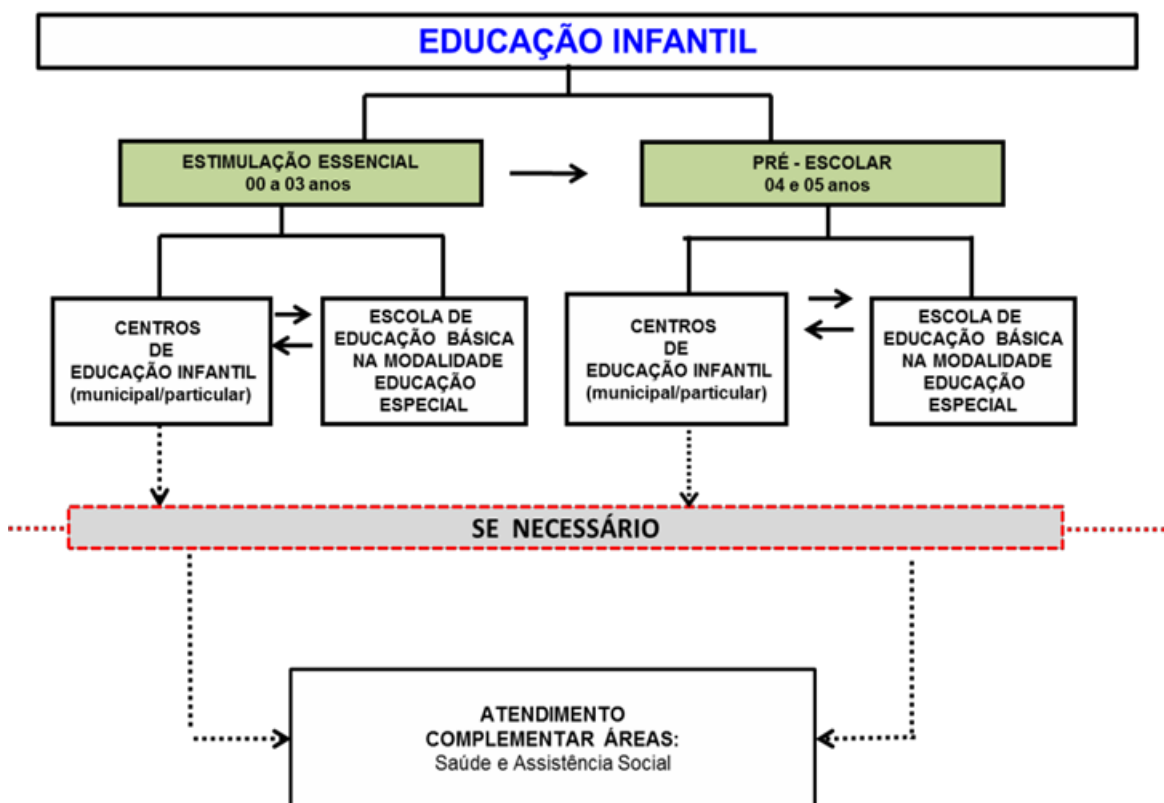 EDUCAÇÃO INFANTIL
ESTIMULAÇÃO ESSENCIAL
00 a 03 anos
PRÉ - ESCOLAR
04 e 05 anos
CENTROS
DE
EDUCAÇÃO INFANTIL
(municipal/particular)
ESCOLA DE
EDUCAÇÃO BÁSICA
NA MODALIDADE
EDUCAÇÃO
ESPECIAL
CENTROS
DE
EDUCAÇÃO INFANTIL
(municipal/particular)
ESCOLA DE
EDUCAÇÃO BÁSICA
NA MODALIDADE
EDUCAÇÃO
ESPECIAL
SE NECESSÁRIO
ATENDIMENTO
COMPLEMENTAR ÁREAS:
Saúde e Assistência Social